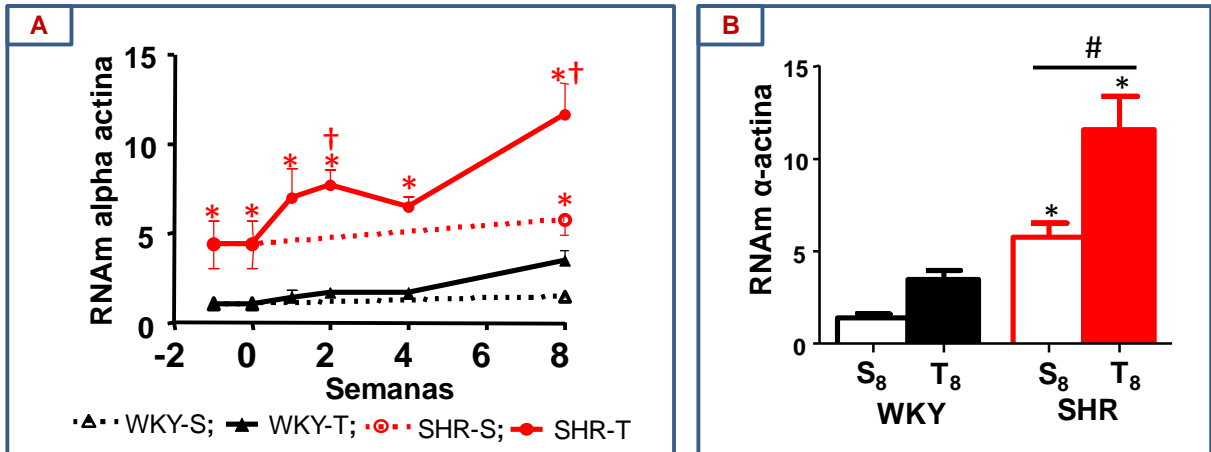 A
RNAm alpha actina
15
10
5
0
-2 0 2 4 6 8
Semanas
* * * † * * *† *
WKY-S; WKY-T; SHR-S; SHR-T
B
RNAm α-actina
15
10
5
0
#
* *
S₈ T₈ S₈ T₈
WKY SHR